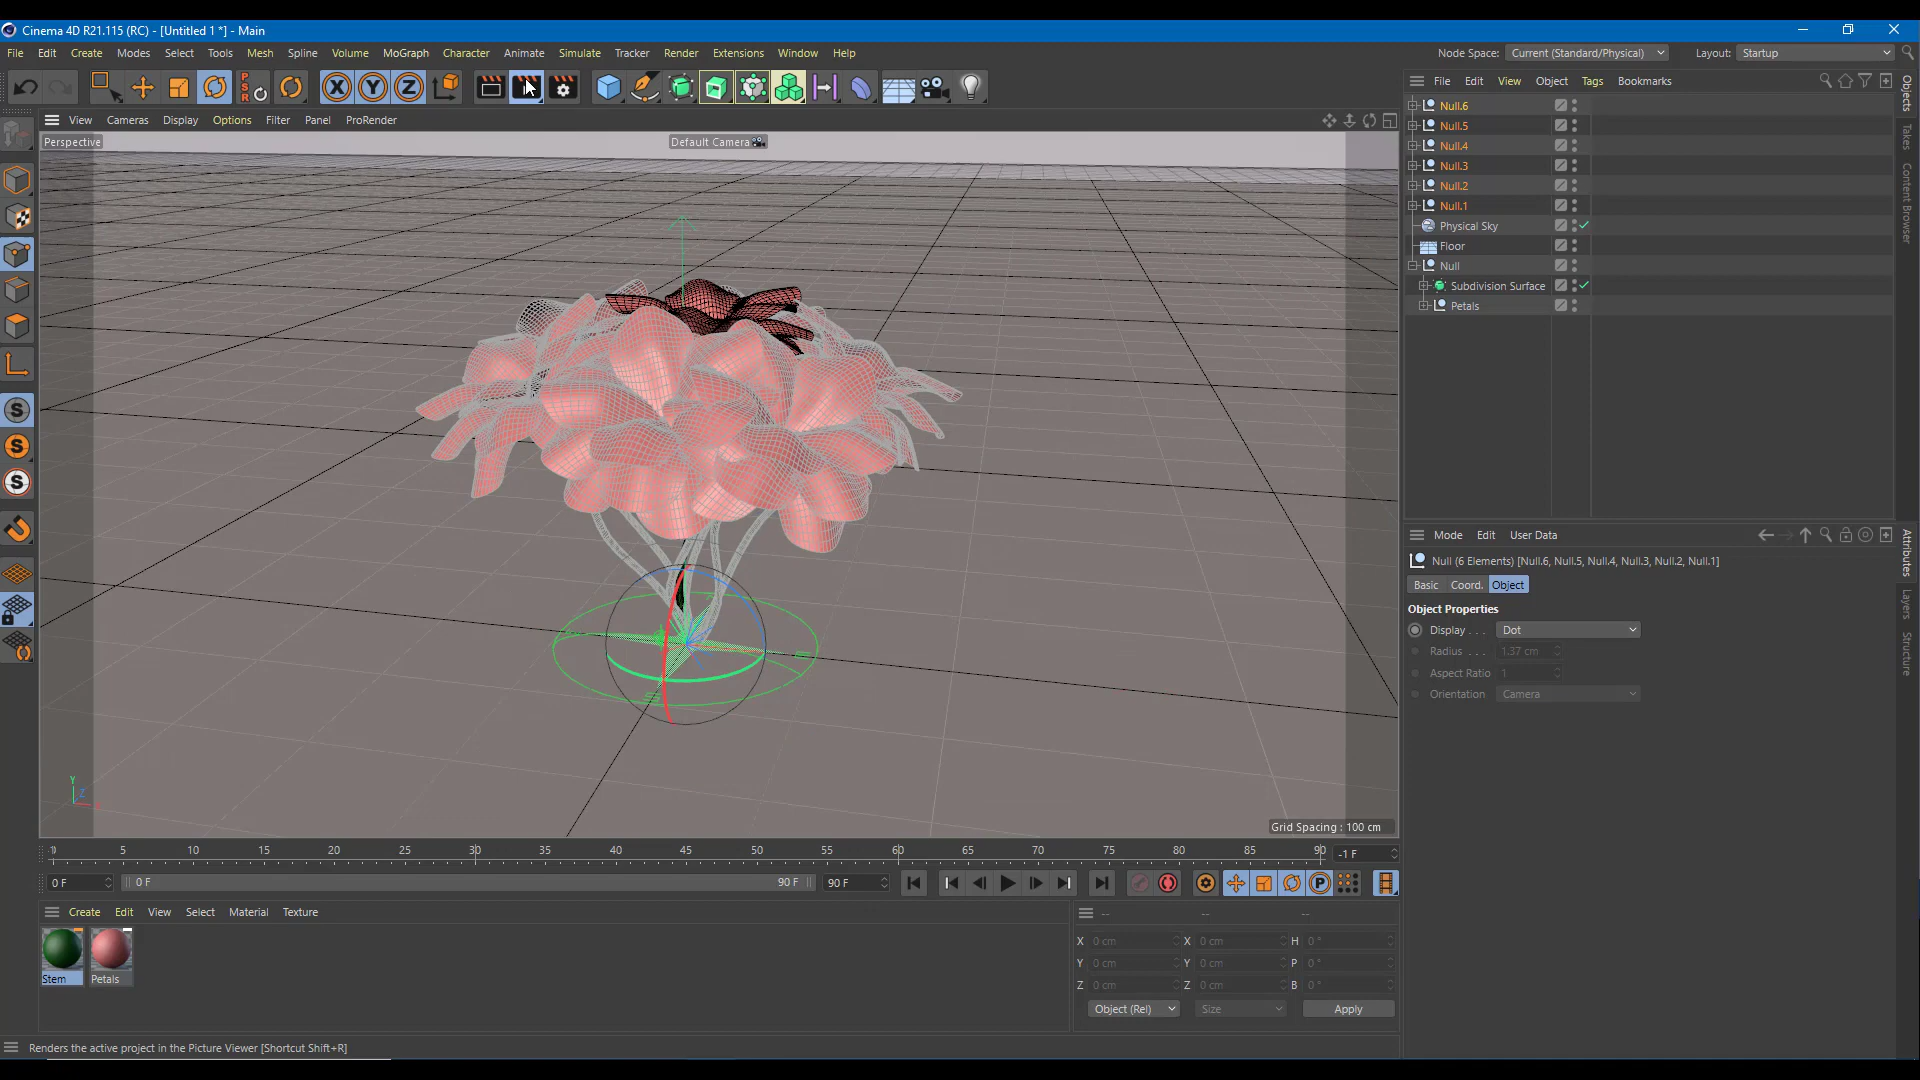 Cinema 4D R21.115 (RC) - [Untitled 1 *] - Main
File Edit Create Modes Select Tools Mesh Spline Volume MoGraph Character Animate Simulate Tracker Render Extensions Window Help
Node Space: Current (Standard/Physical) Layout: Startup
X Y Z
P
S
R
File Edit View Object Tags Bookmarks
View Cameras Display Options Filter Panel ProRender
Perspective
Default Camera
Null.6
Null.5
Null.4
Null.3
Null.2
Null.1
Physical Sky
Floor
Null
Subdivision Surface
Petals
Objects
Takes
Content Browser
S
S
S
Mode Edit User Data
Null (6 Elements) [Null.6, Null.5, Null.4, Null.3, Null.2, Null.1]
Basic Coord. Object
Object Properties
Display . . . Dot
Radius . . . 1.37 cm
Aspect Ratio 1
Orientation Camera
Attributes
Layers
Structure
Y
Z
X
Grid Spacing : 100 cm
5 10 15 20 25 30 35 40 45 50 55 60 65 70 75 80 85 90 -1 F
0 F 0 F 90 F 90 F
P
Create Edit View Select Material Texture
Stem Petals
-- -- --
X 0 cm X 0 cm H 0 °
Y 0 cm Y 0 cm P 0 °
Z 0 cm Z 0 cm B 0 °
Object (Rel) Size Apply
Renders the active project in the Picture Viewer [Shortcut Shift+R]